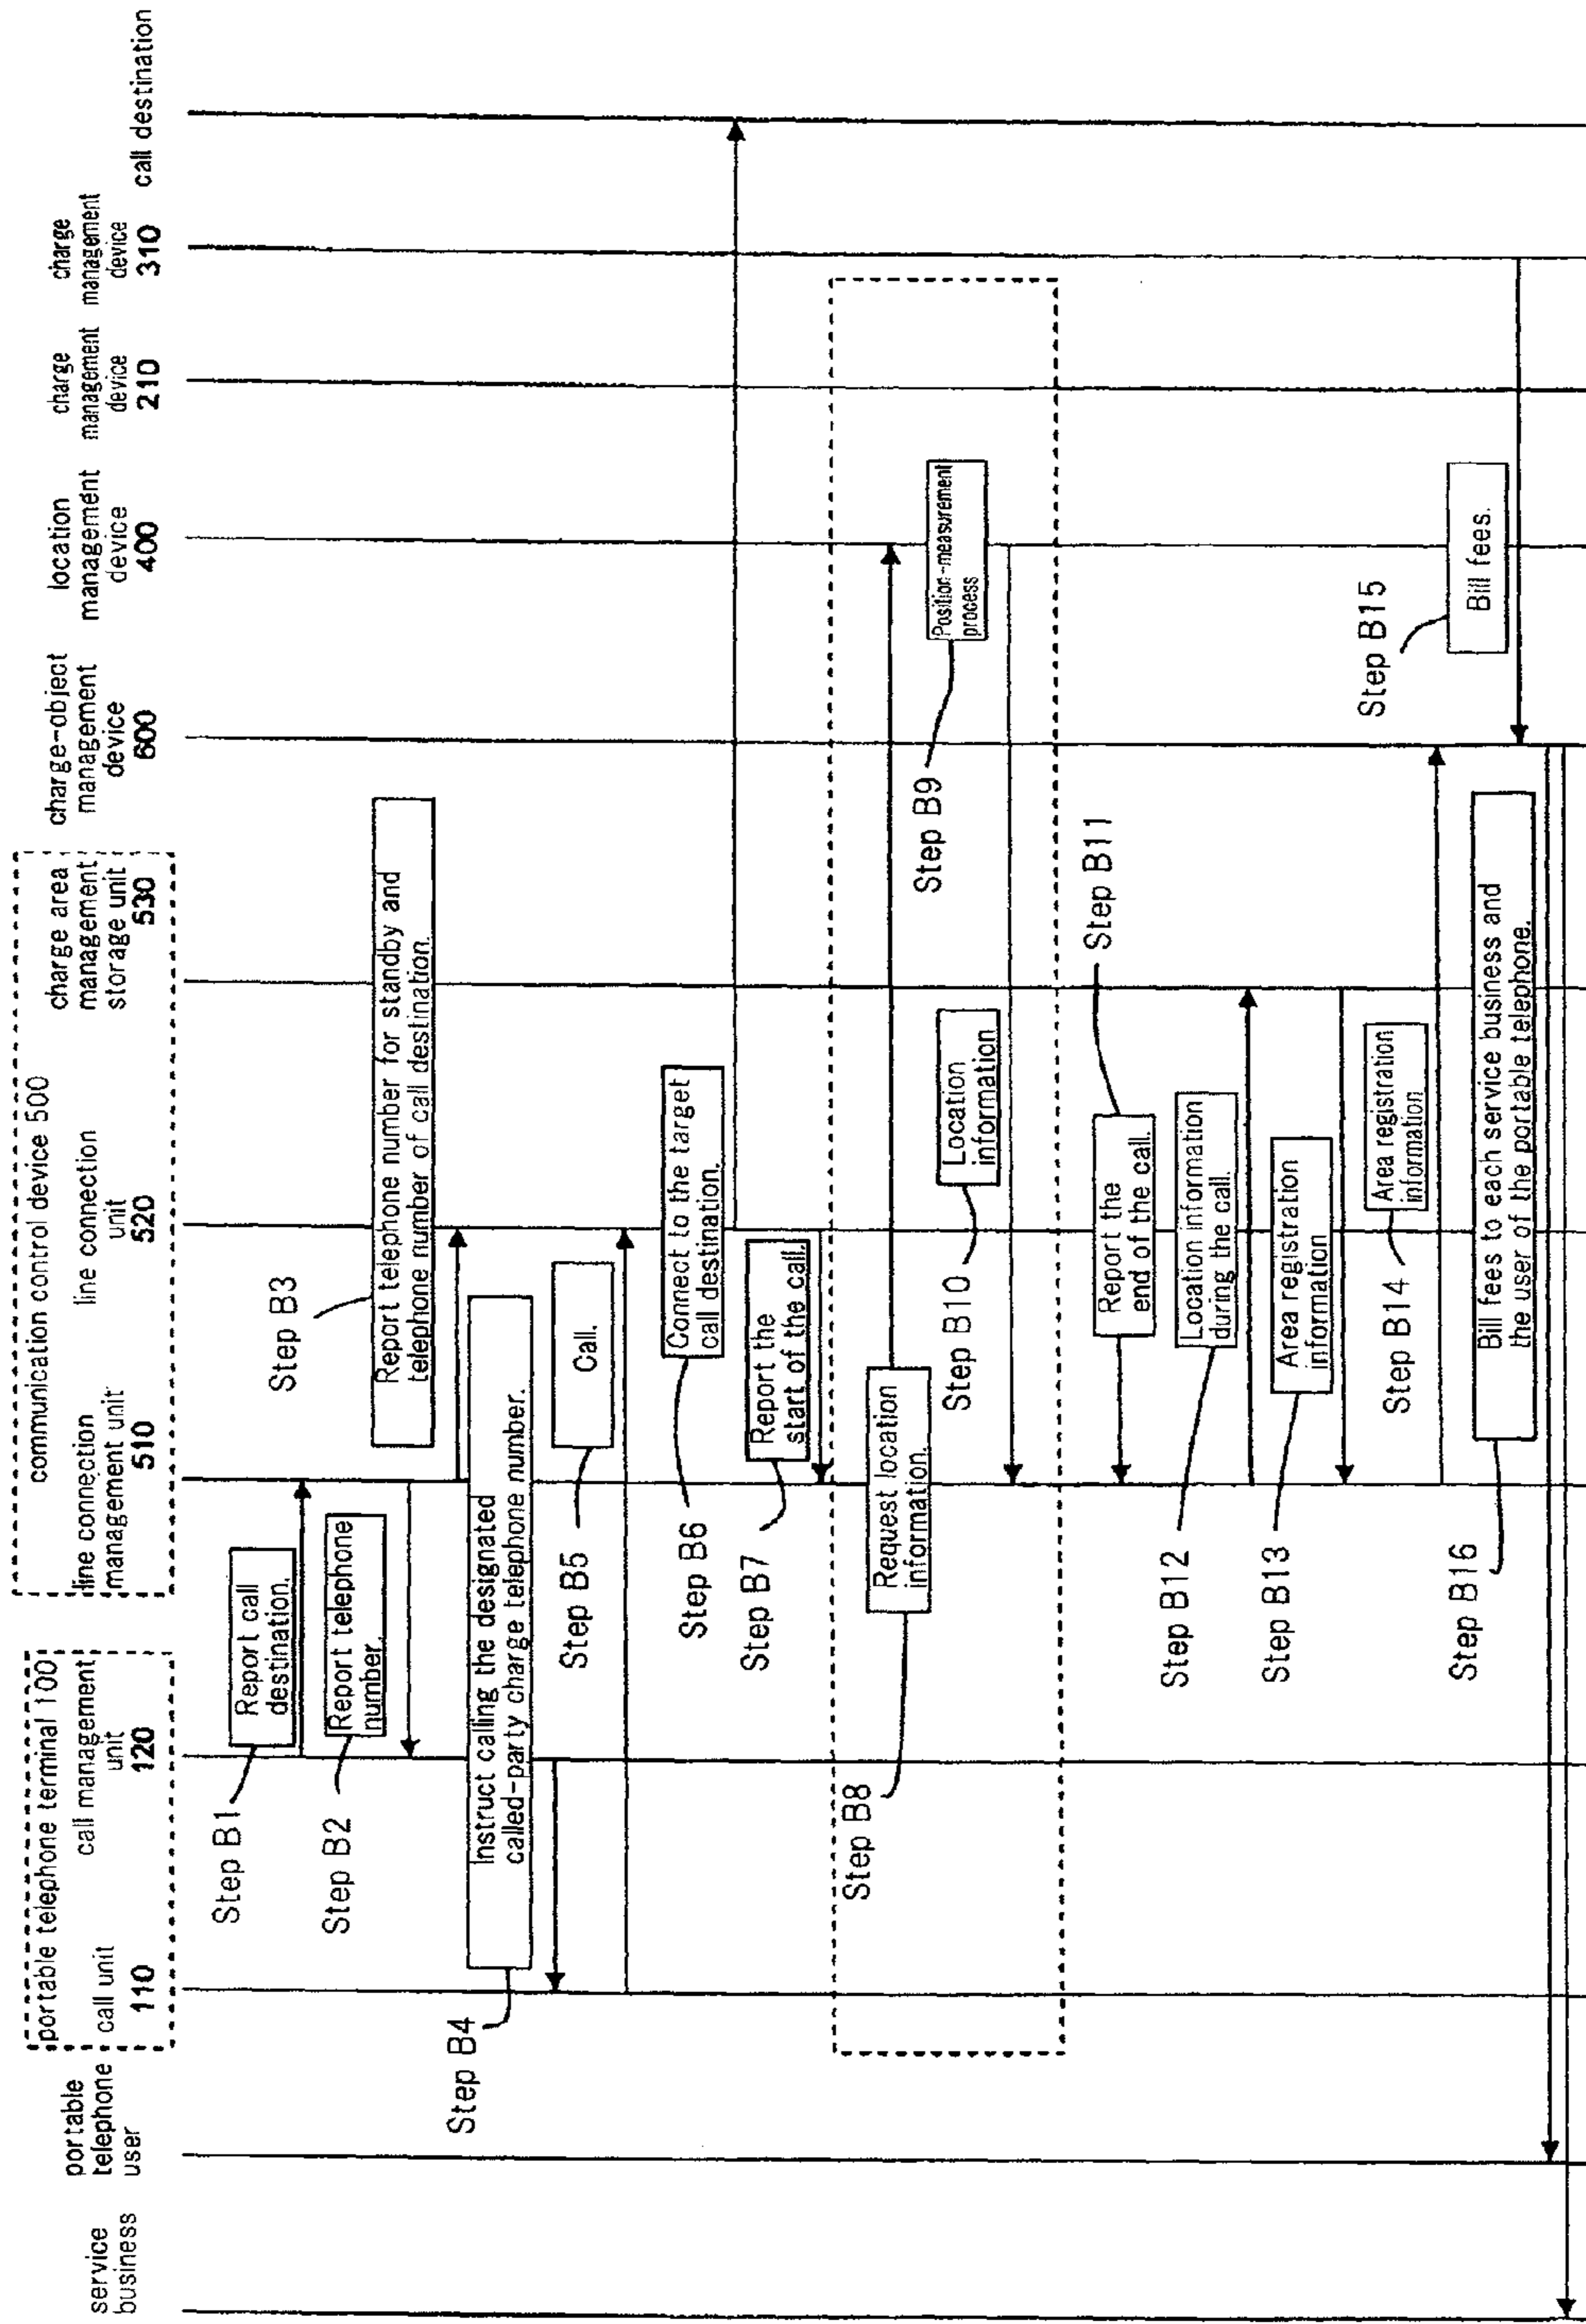 service
business
portable
telephone
user
portable telephone terminal 100
call unit
110
call management
unit
120
communication control device 500
line connection
management unit
510
line connection
unit
520
charge area
management
storage unit
530
charge-object
management
device
600
location
management
device
400
charge
management
device
210
charge
management
device
310
call destination
Step B1
Report call
destination.
Step B2
Report telephone
number.
Step B3
Report telephone number for standby and
telephone number of call destination.
Step B4
Instruct calling the designated
called-party charge telephone number.
Step B5
Call.
Step B6
Connect to the target
call destination.
Step B7
Report the
start of the call.
Step B8
Request location
information.
Step B9
Position-measurement
process
Step B10
Location
information
Step B11
Report the
end of the call.
Step B12
Location information
during the call.
Step B13
Area registration
information
Step B14
Area registration
information
Step B15
Bill fees.
Step B16
Bill fees to each service business and
the user of the portable telephone.